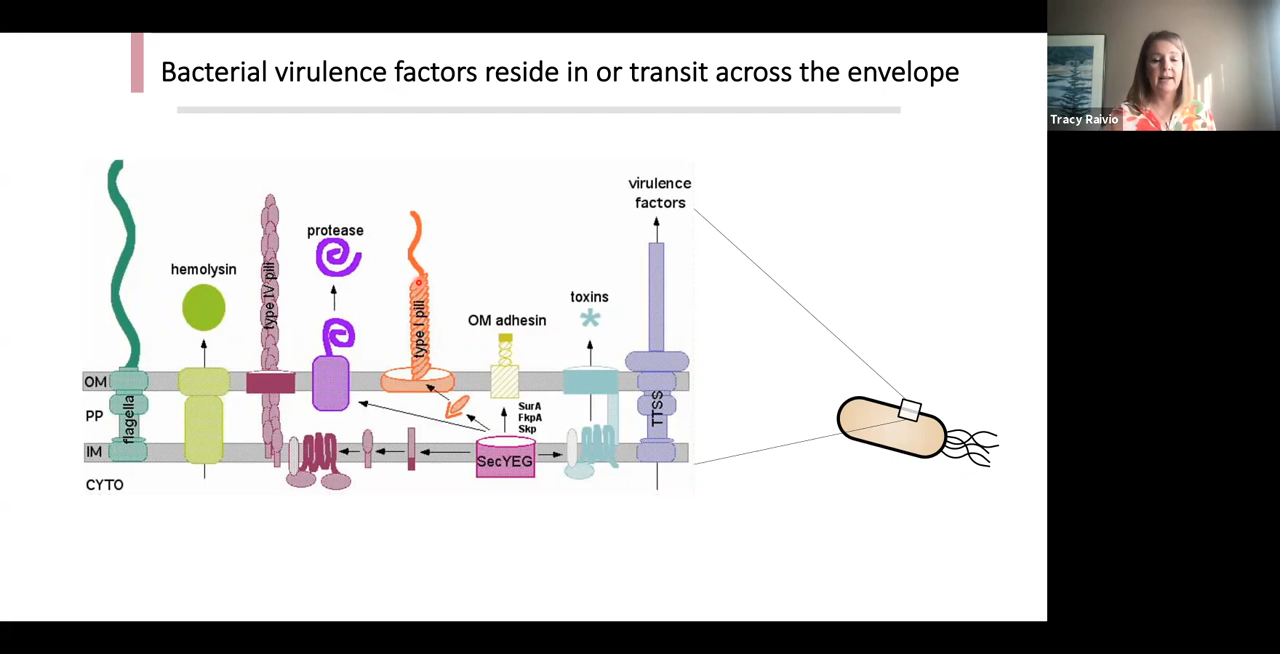 Bacterial virulence factors reside in or transit across the envelope
Tracy Raivio
virulence
factors
protease
hemolysin
type IV pili
type I pili
toxins
*
OM adhesin
OM
PP
IM
CYTO
flagella
SurA
FkpA
Skp
SecYEG
TTSS